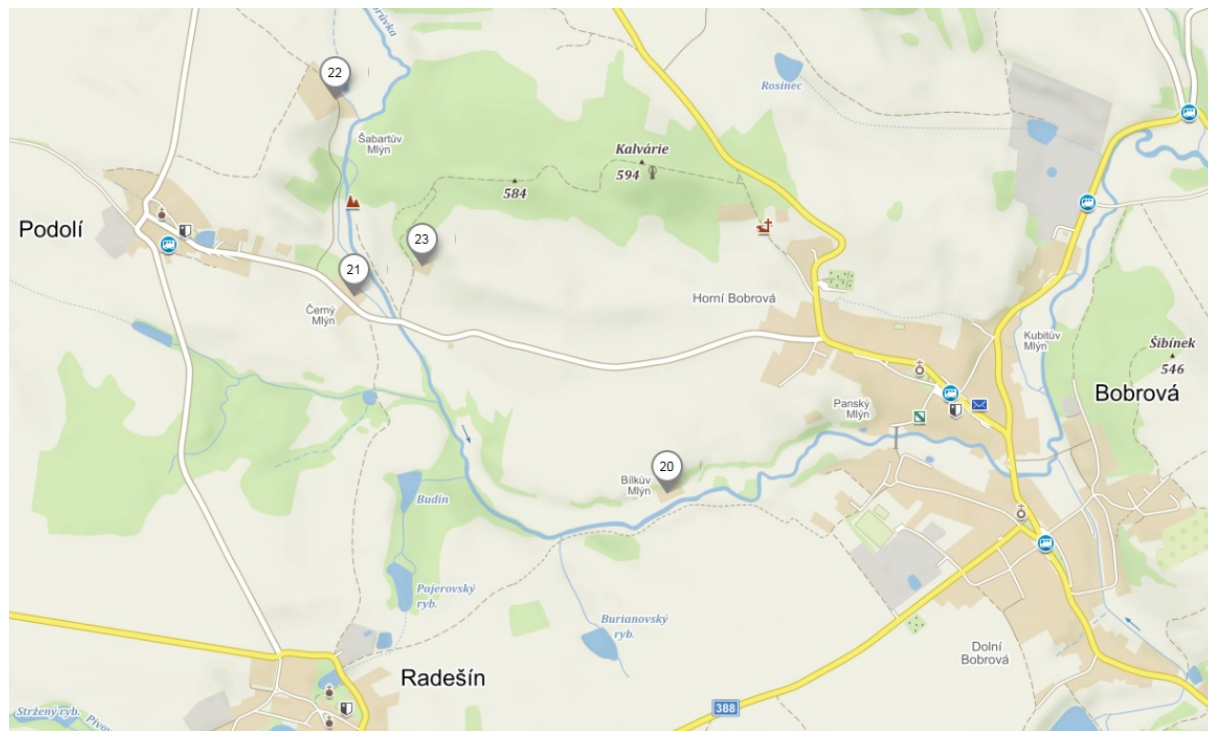 22
Šabartův
Mlýn
Rosinec
Kalvárie
594
584
Podolí
23
21
Černý
Mlýn
Horní Bobrová
Kubitův
Mlýn
Šibínek
546
Bobrová
Panský
Mlýn
20
Bílkův
Mlýn
Budín
Pajerovský
ryb.
Burianovský
ryb.
Dolní
Bobrová
Radešín
388
Stržený ryb.